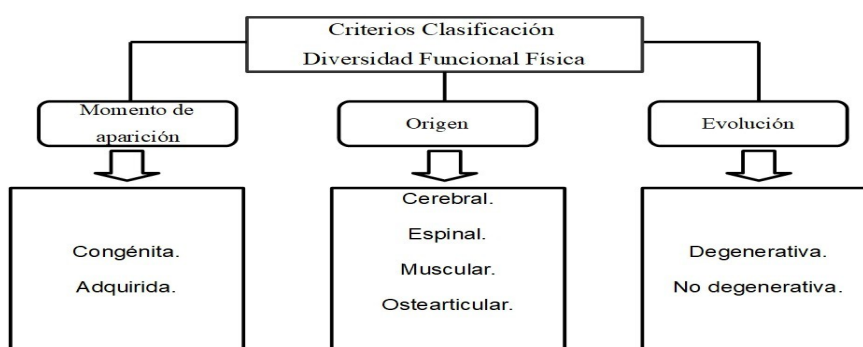 Criterios Clasificación
Diversidad Funcional Física
Momento de
aparición
Origen
Evolución
Congénita.
Adquirida.
Cerebral.
Espinal.
Muscular.
Ostearticular.
Degenerativa.
No degenerativa.